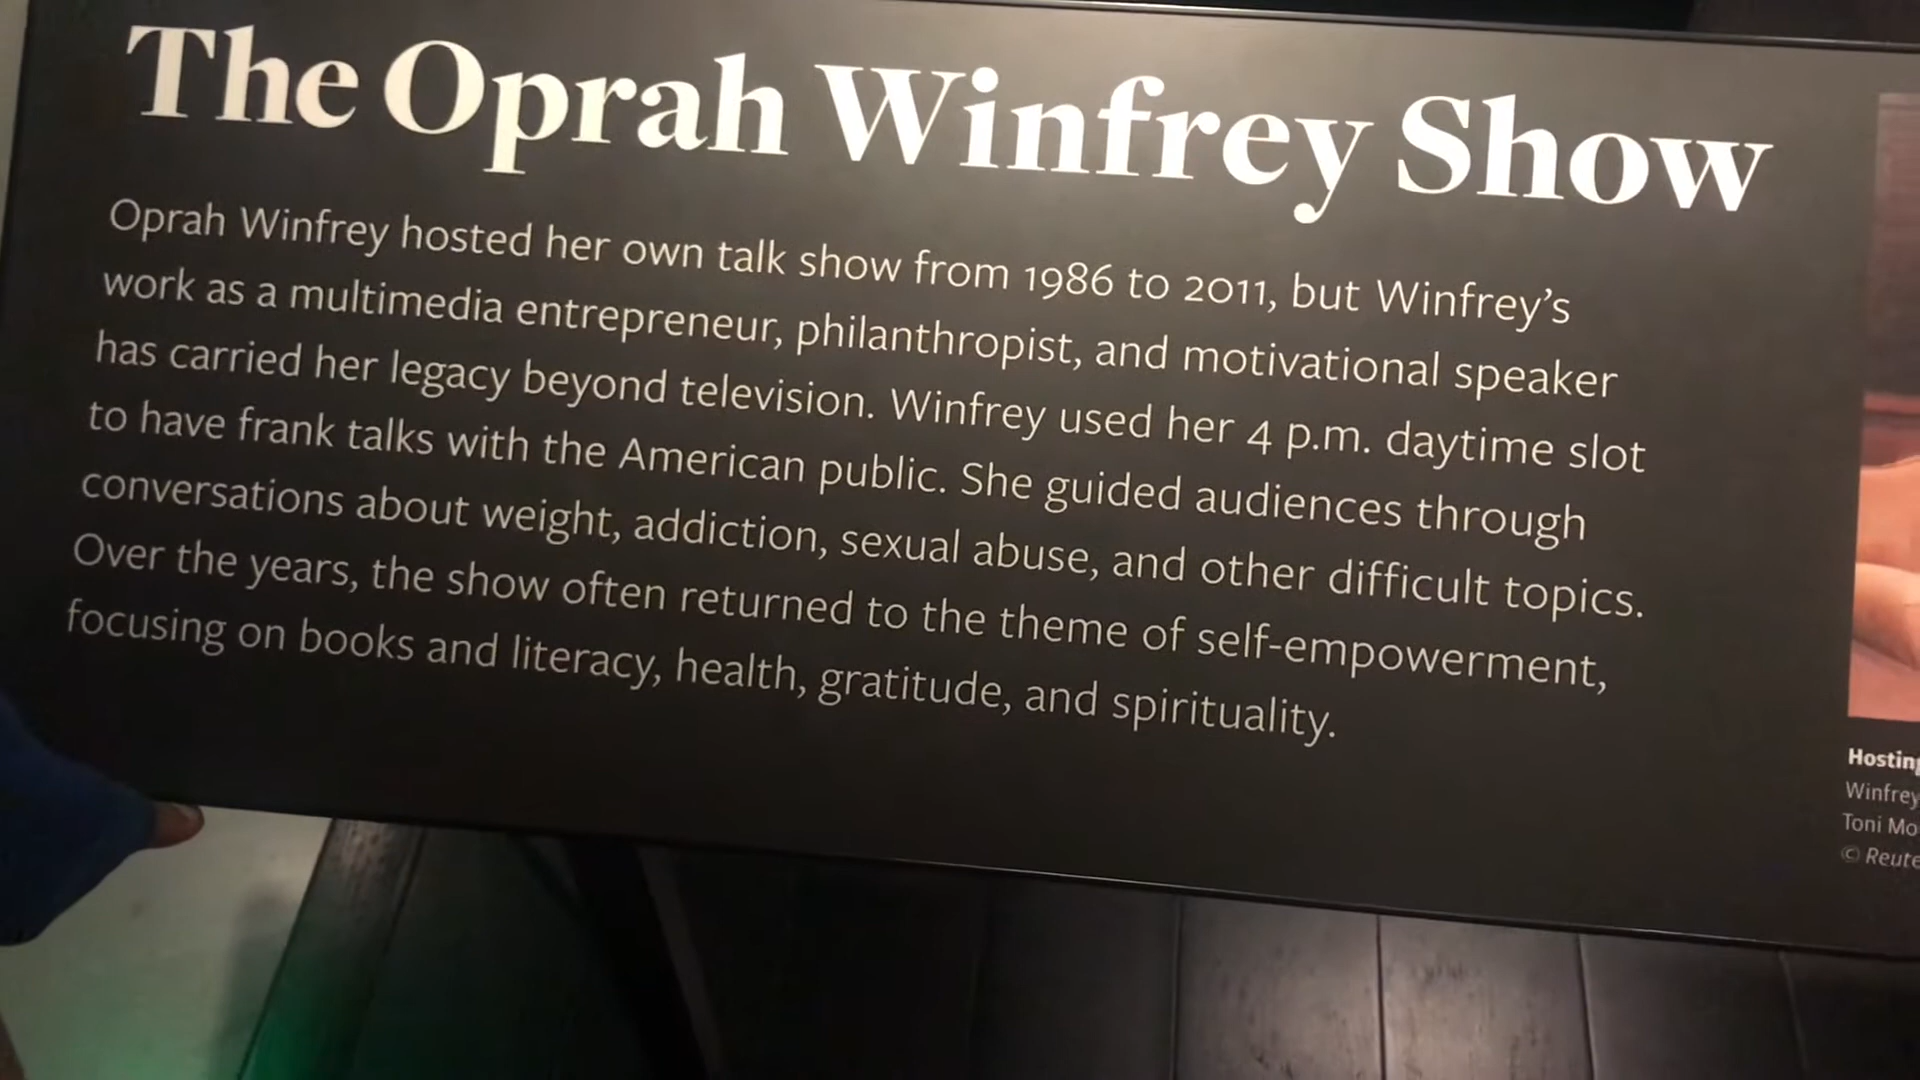 The Oprah Winfrey Show
Oprah Winfrey hosted her own talk show from 1986 to 2011, but Winfrey’s
work as a multimedia entrepreneur, philanthropist, and motivational speaker
has carried her legacy beyond television. Winfrey used her 4 p.m. daytime slot
to have frank talks with the American public. She guided audiences through
conversations about weight, addiction, sexual abuse, and other difficult topics.
Over the years, the show often returned to the theme of self-empowerment,
focusing on books and literacy, health, gratitude, and spirituality.
Winfrey
Toni
©